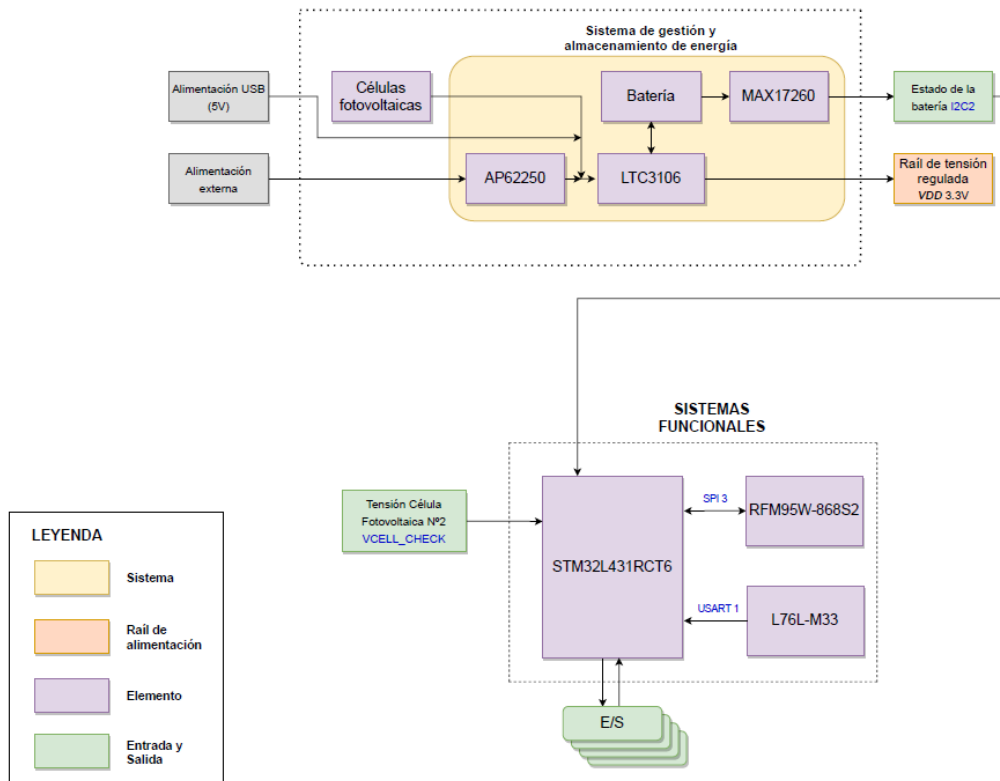 Sistema de gestión y
almacenamiento de energía
Alimentación USB
(5V)
Células
fotovoltaicas
Batería
MAX17260
Estado de la
batería I2C2
Alimentación
externa
AP62250
LTC3106
Raíl de tensión
regulada
VDD 3.3V
SISTEMAS
FUNCIONALES
Tensión Célula
Fotovoltaica Nº2
VCELL_CHECK
STM32L431RCT6
SPI 3
RFM95W-868S2
USART 1
L76L-M33
E/S
LEYENDA
Sistema
Raíl de
alimentación
Elemento
Entrada y
Salida